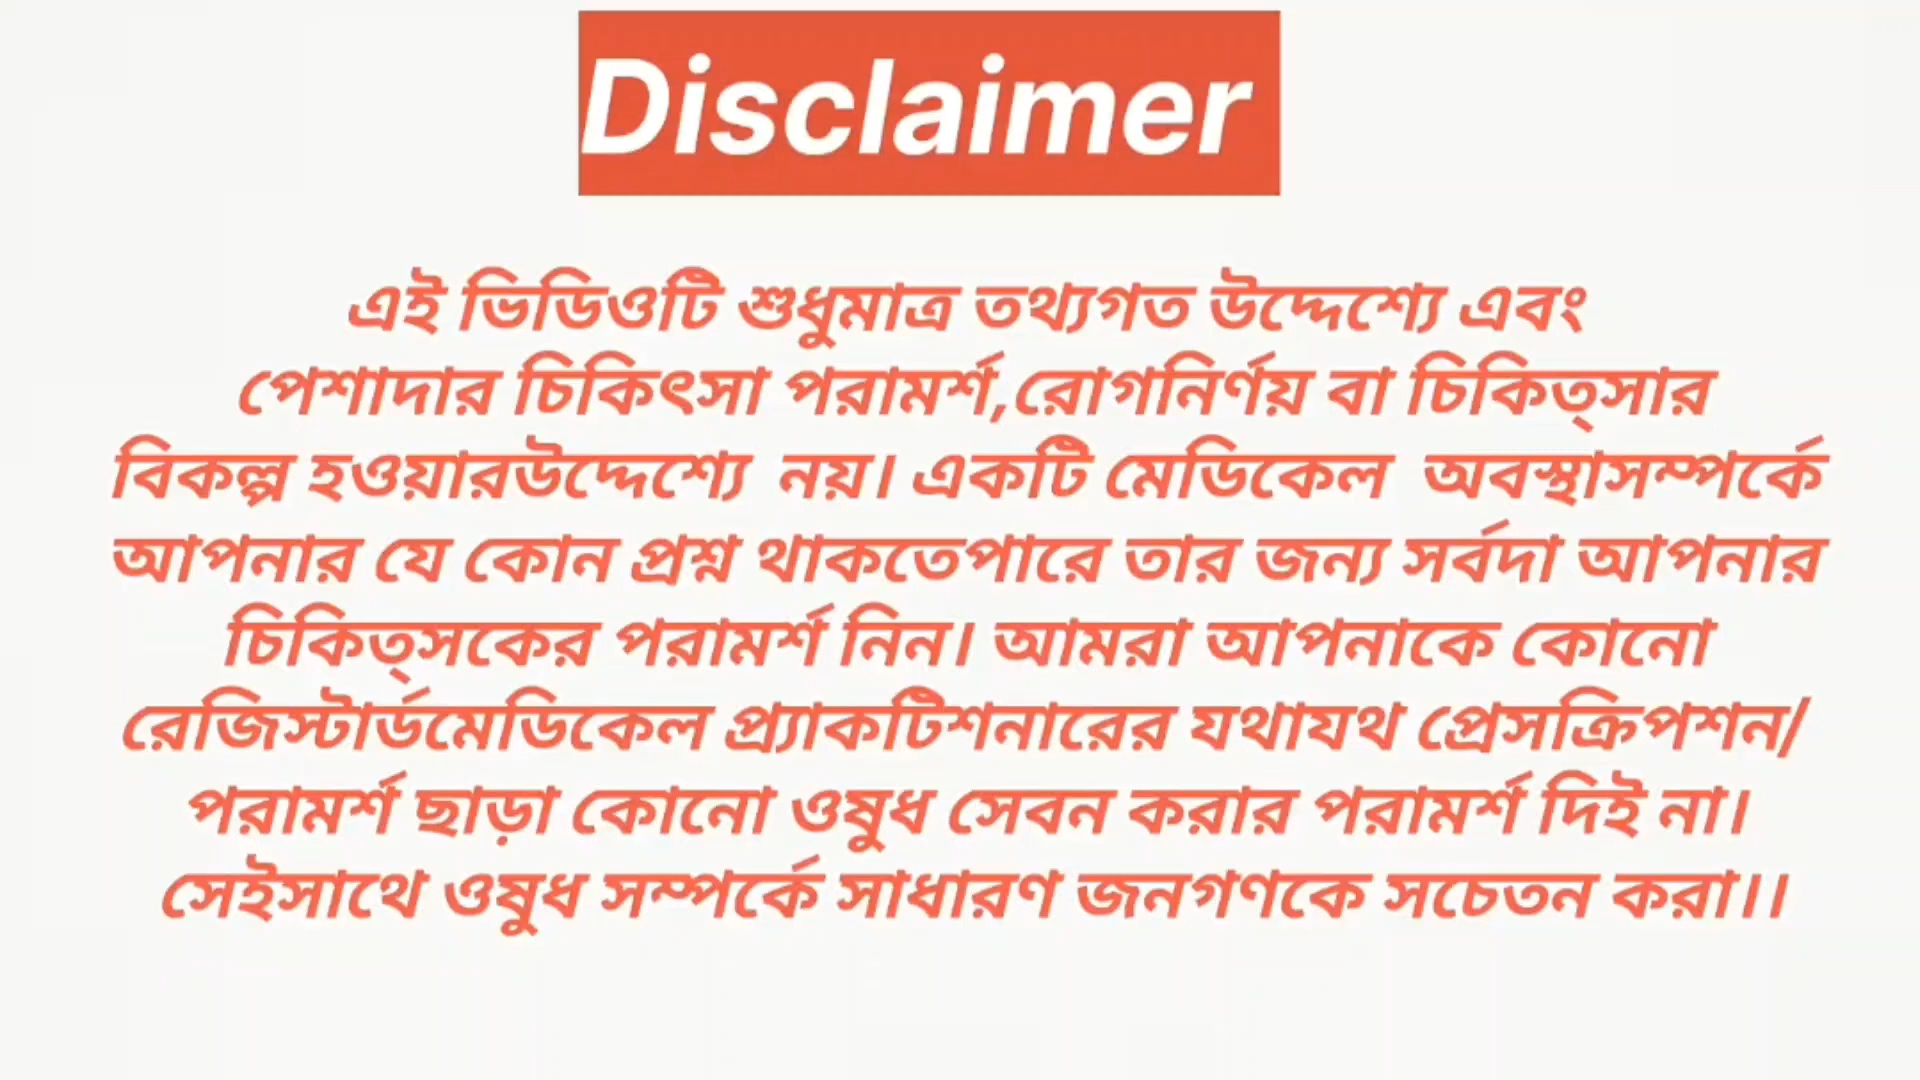 Disclaimer
এই ভিডিওটি শুধুমাত্র তথ্যগত উদ্দেশ্যে এবং
পেশাদার চিকিৎসা পরামর্শ,রোগনির্ণয় বা চিকিত্সার
বিকল্প হওয়ারউদ্দেশ্যে নয়। একটি মেডিকেল অবস্থাসম্পর্কে
আপনার যে কোন প্রশ্ন থাকতেপারে তার জন্য সর্বদা আপনার
চিকিত্সকের পরামর্শ নিন। আমরা আপনাকে কোনো
রেজিস্টার্ডমেডিকেল প্র্যাকটিশনারের যথাযথ প্রেসক্রিপশন/
পরামর্শ ছাড়া কোনো ওষুধ সেবন করার পরামর্শ দিই না।
সেইসাথে ওষুধ সম্পর্কে সাধারণ জনগণকে সচেতন করা।।